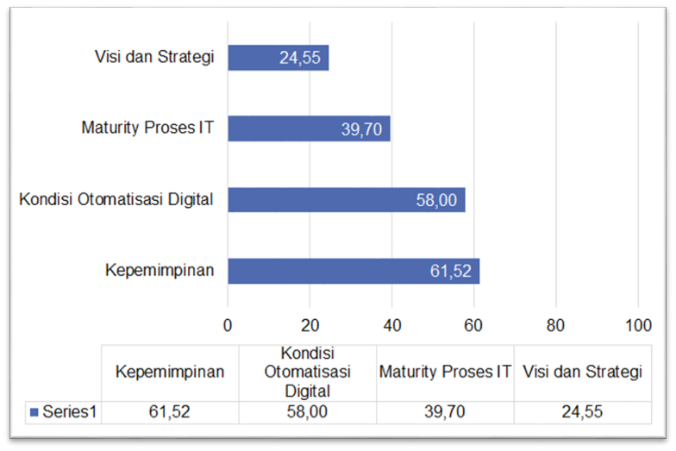 Visi dan Strategi
24,55
Maturity Proses IT
39,70
Kondisi Otomatisasi Digital
58,00
Kepemimpinan
61,52
0 20 40 60 80 100
Kepemimpinan
Kondisi
Otomatisasi
Digital
Maturity Proses IT
Visi dan Strategi
Series1 61,52 58,00 39,70 24,55